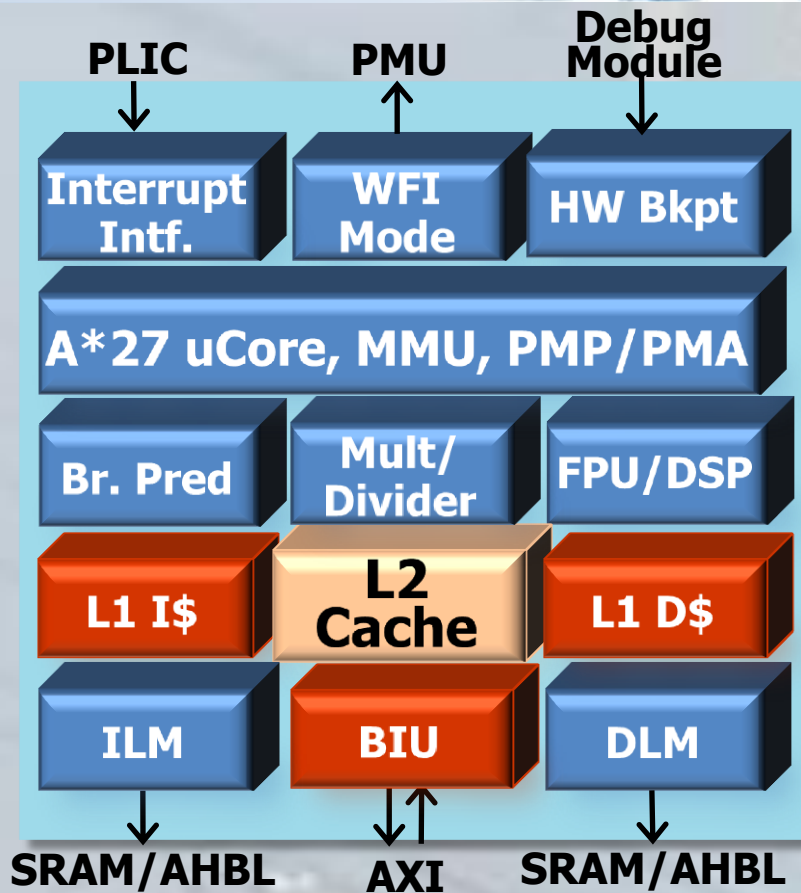 PLIC
PMU
Debug
Module
Interrupt
Intf.
WFI
Mode
HW Bkpt
A*27 uCore, MMU, PMP/PMA
Br. Pred
Mult/
Divider
FPU/DSP
L1 I$
L2
Cache
L1 D$
ILM
BIU
DLM
SRAM/AHBL
AXI
SRAM/AHBL